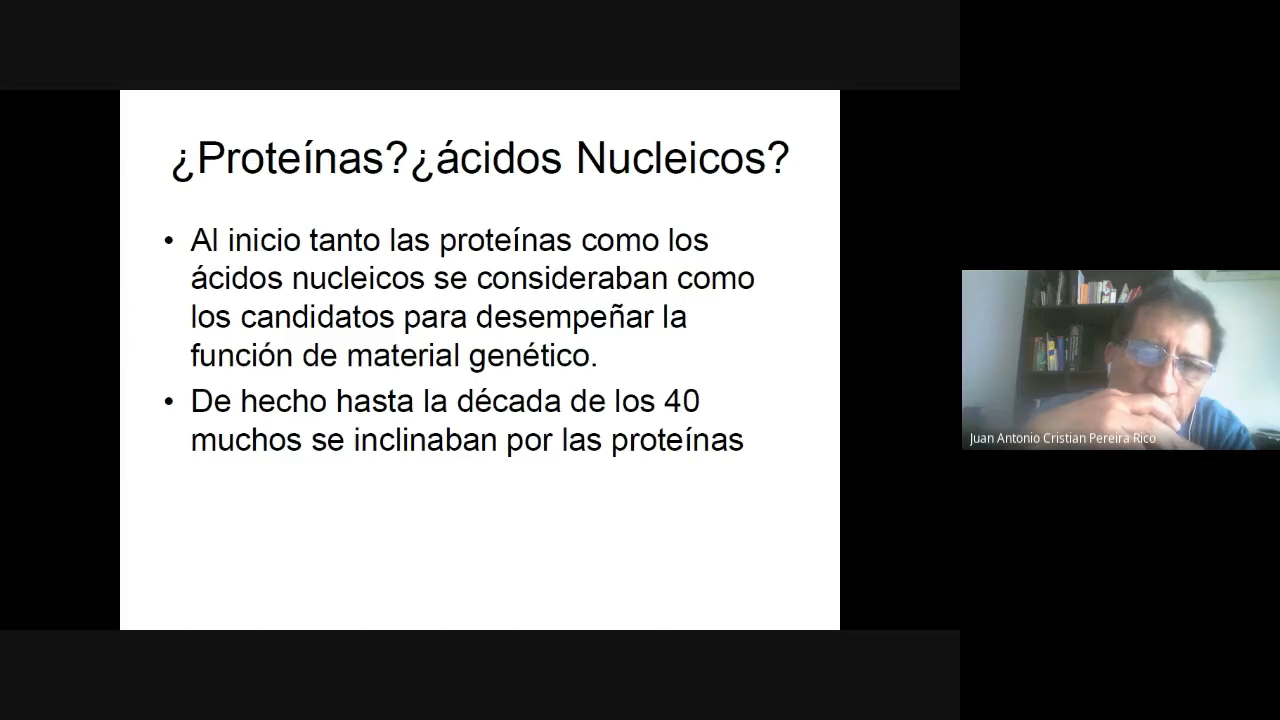 ¿Proteínas?¿ácidos Nucleicos?
• Al inicio tanto las proteínas como los
ácidos nucleicos se consideraban como
los candidatos para desempeñar la
función de material genético.
• De hecho hasta la década de los 40
muchos se inclinaban por las proteínas
Juan Antonio Cristian Pereira Rico